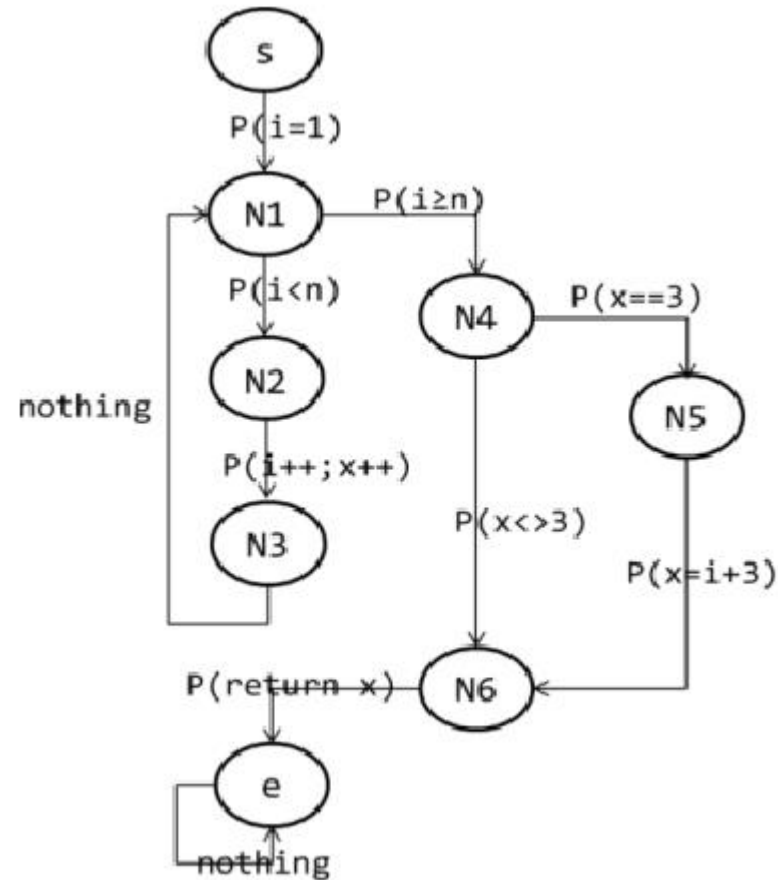 s
P(i=1)
N1
P(i≥n)
P(i<n)
N4
P(x==3)
N2
nothing
N5
P(i++;x++)
N3
P(x<>3)
P(x=i+3)
P(return x)
N6
e
nothing